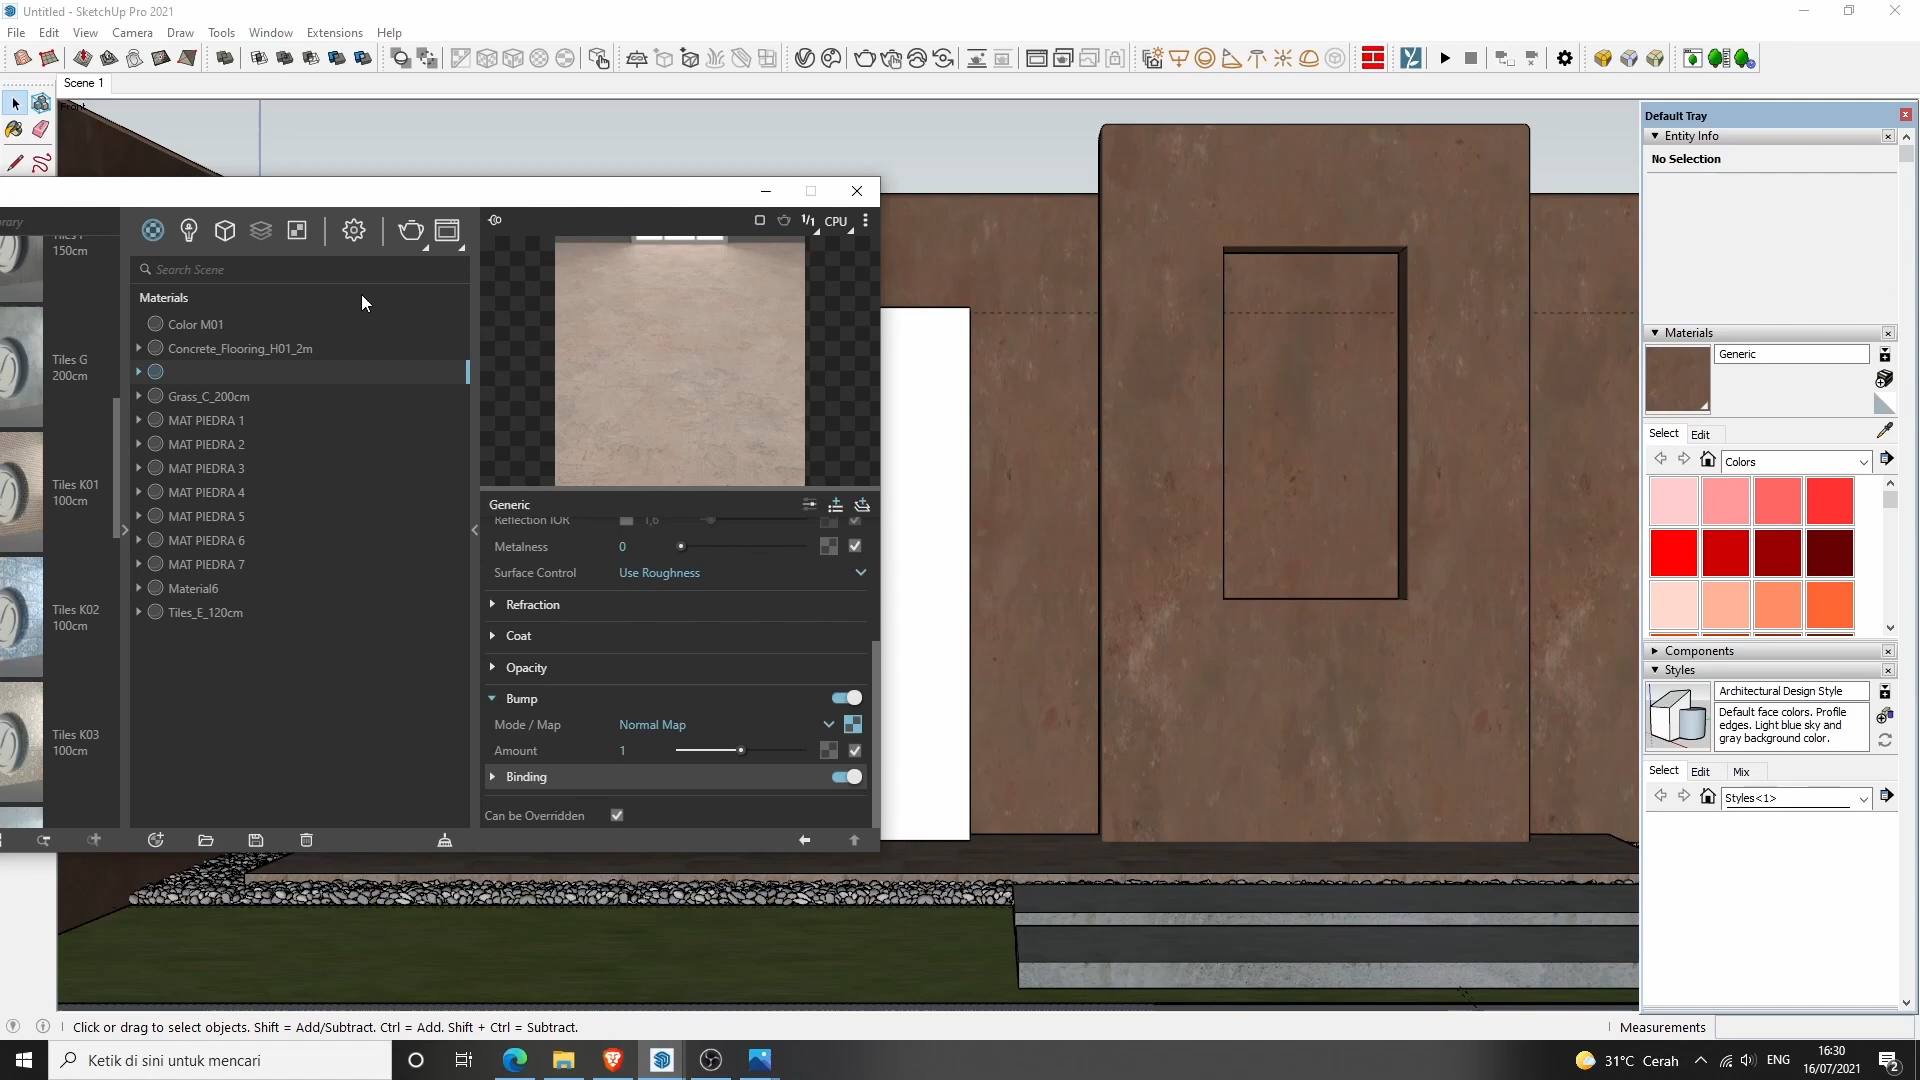 Untitled - SketchUp Pro 2021
File Edit View Camera Draw Tools Window Extensions Help
Scene 1
Front
Tiles F
150cm
Tiles G
200cm
Tiles K01
100cm
Tiles K02
100cm
Tiles K03
100cm
Search Scene
Materials
Color M01
Concrete_Flooring_H01_2m
Grass_C_200cm
MAT PIEDRA 1
MAT PIEDRA 2
MAT PIEDRA 3
MAT PIEDRA 4
MAT PIEDRA 5
MAT PIEDRA 6
MAT PIEDRA 7
Material6
Tiles_E_120cm
1/1 CPU
Generic
Reflection IOR 1,6
Metalness 0
Surface Control Use Roughness
Refraction
Coat
Opacity
Bump
Mode / Map Normal Map
Amount 1
Binding
Can be Overridden
Default Tray
Entity Info
No Selection
Materials
Generic
Select Edit
Colors
Components
Styles
Architectural Design Style
Default face colors. Profile
edges. Light blue sky and
gray background color.
Select Edit Mix
Styles<1>
Click or drag to select objects. Shift = Add/Subtract. Ctrl = Add. Shift + Ctrl = Subtract.
Measurements
Ketik di sini untuk mencari
31°C Cerah
ENG
16:30
16/07/2021
2